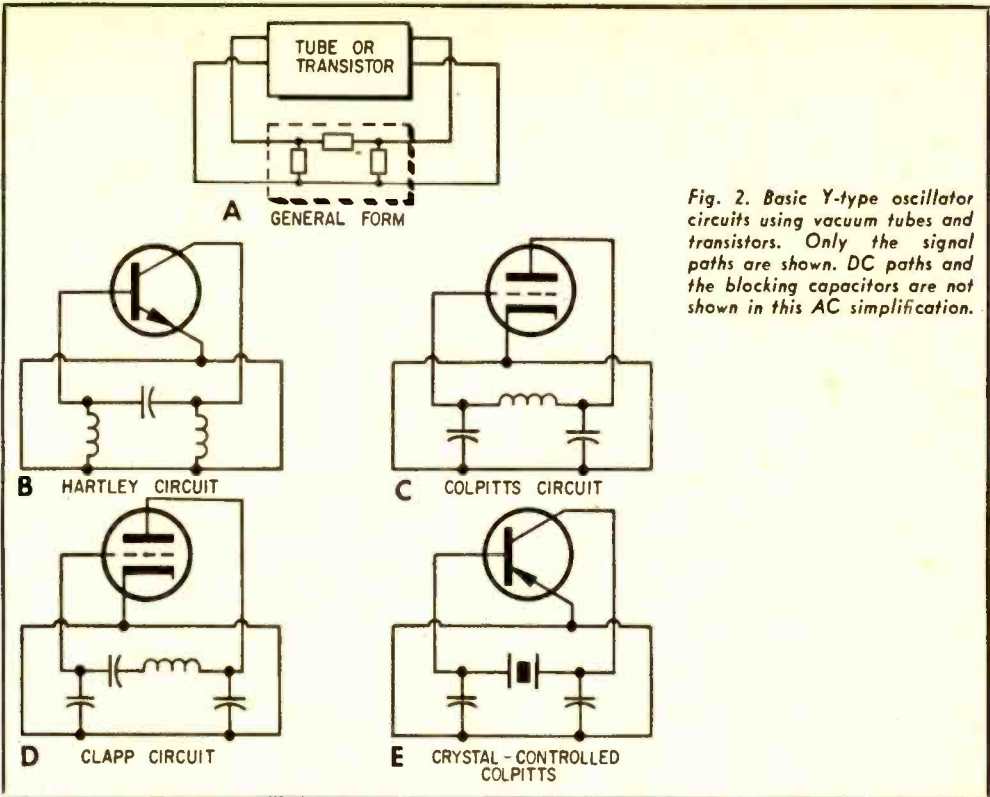 TUBE OR
TRANSISTOR
A
GENERAL FORM
Fig. 2. Basic Y-type oscillator
circuits using vacuum tubes and
transistors. Only the signal
paths are shown. DC paths and
the blocking capacitors are not
shown in this AC simplification.
B HARTLEY CIRCUIT
C COLPITTS CIRCUIT
D CLAPP CIRCUIT
E CRYSTAL-CONTROLLED
COLPITTS